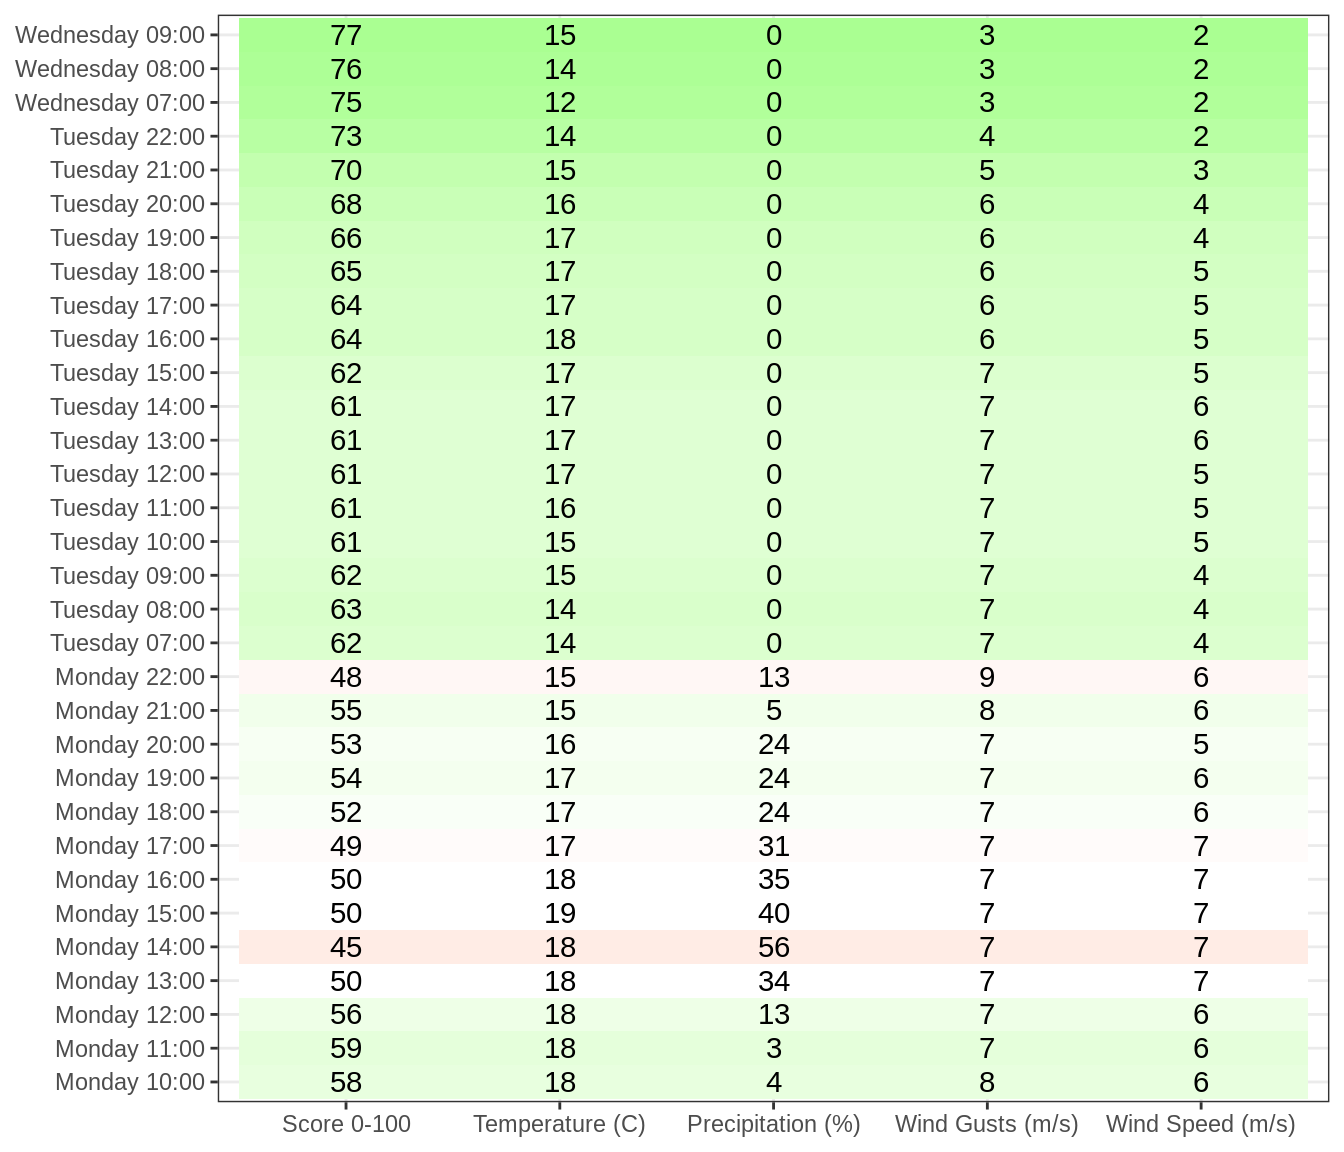 Wednesday 09:00 77 15 0 3 2
Wednesday 08:00 76 14 0 3 2
Wednesday 07:00 75 12 0 3 2
Tuesday 22:00 73 14 0 4 2
Tuesday 21:00 70 15 0 5 3
Tuesday 20:00 68 16 0 6 4
Tuesday 19:00 66 17 0 6 4
Tuesday 18:00 65 17 0 6 5
Tuesday 17:00 64 17 0 6 5
Tuesday 16:00 64 18 0 6 5
Tuesday 15:00 62 17 0 7 5
Tuesday 14:00 61 17 0 7 6
Tuesday 13:00 61 17 0 7 6
Tuesday 12:00 61 17 0 7 5
Tuesday 11:00 61 16 0 7 5
Tuesday 10:00 61 15 0 7 5
Tuesday 09:00 62 15 0 7 4
Tuesday 08:00 63 14 0 7 4
Tuesday 07:00 62 14 0 7 4
Monday 22:00 48 15 13 9 6
Monday 21:00 55 15 5 8 6
Monday 20:00 53 16 24 7 5
Monday 19:00 54 17 24 7 6
Monday 18:00 52 17 24 7 6
Monday 17:00 49 17 31 7 7
Monday 16:00 50 18 35 7 7
Monday 15:00 50 19 40 7 7
Monday 14:00 45 18 56 7 7
Monday 13:00 50 18 34 7 7
Monday 12:00 56 18 13 7 6
Monday 11:00 59 18 3 7 6
Monday 10:00 58 18 4 8 6
Score 0-100 Temperature (C) Precipitation (%) Wind Gusts (m/s) Wind Speed (m/s)